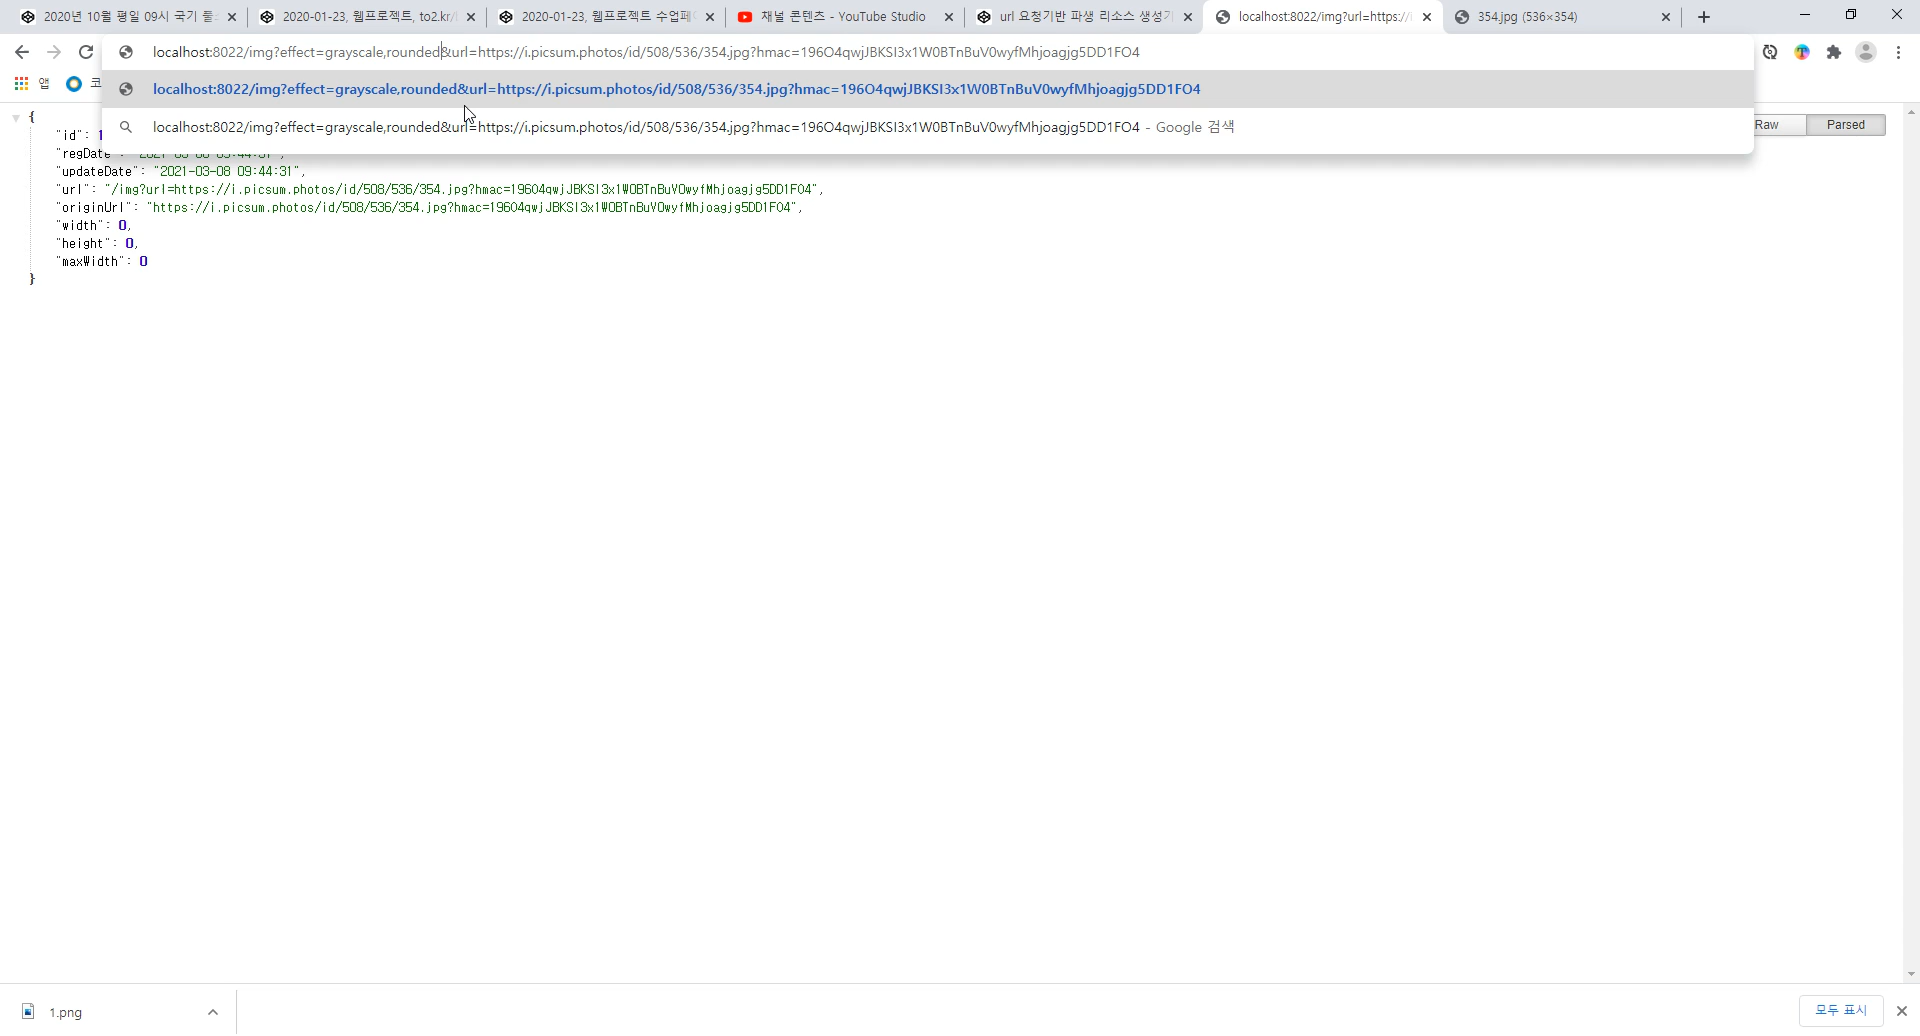 2020년 10월 평일 09시 국기
2020-01-23, 웹프로젝트, to2.kr/
2020-01-23, 웹프로젝트 수업페
채널 콘텐츠 - YouTube Studio
url 요청기반 파생 리소스 생성기
localhost:8022/img?url=https://
354.jpg (536×354)
localhost:8022/img?effect=grayscale,rounded&url=https://i.picsum.photos/id/508/536/354.jpg?hmac=196O4qwjJBKSI3x1W0BTnBuV0wyfMhjoagjg5DD1FO4
앱 코
localhost:8022/img?effect=grayscale,rounded&url=https://i.picsum.photos/id/508/536/354.jpg?hmac=196O4qwjJBKSI3x1W0BTnBuV0wyfMhjoagjg5DD1FO4
localhost:8022/img?effect=grayscale,rounded&url=https://i.picsum.photos/id/508/536/354.jpg?hmac=196O4qwjJBKSI3x1W0BTnBuV0wyfMhjoagjg5DD1FO4 - Google 검색
Raw Parsed
{
"id": 1
"regDate
"updateDate": "2021-03-08 09:44:31",
"url": "/img?url=https://i.picsum.photos/id/508/536/354.jpg?hmac=196O4qwjJBKSI3x1W0BTnBuV0wyfMhjoagjg5DD1FO4",
"originUrl": "https://i.picsum.photos/id/508/536/354.jpg?hmac=196O4qwjJBKSI3x1W0BTnBuV0wyfMhjoagjg5DD1FO4",
"width": 0,
"height": 0,
"maxWidth": 0
}
1.png
모두 표시